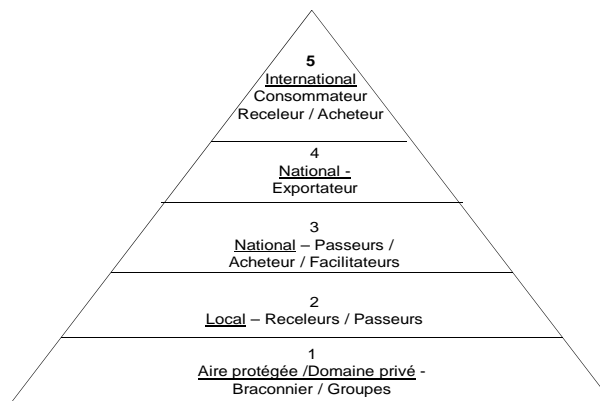 5
International
Consommateur
Receleur / Acheteur
4
National -
Exportateur
3
National – Passeurs /
Acheteur / Facilitateurs
2
Local – Receleurs / Passeurs
1
Aire protégée /Domaine privé -
Braconnier / Groupes